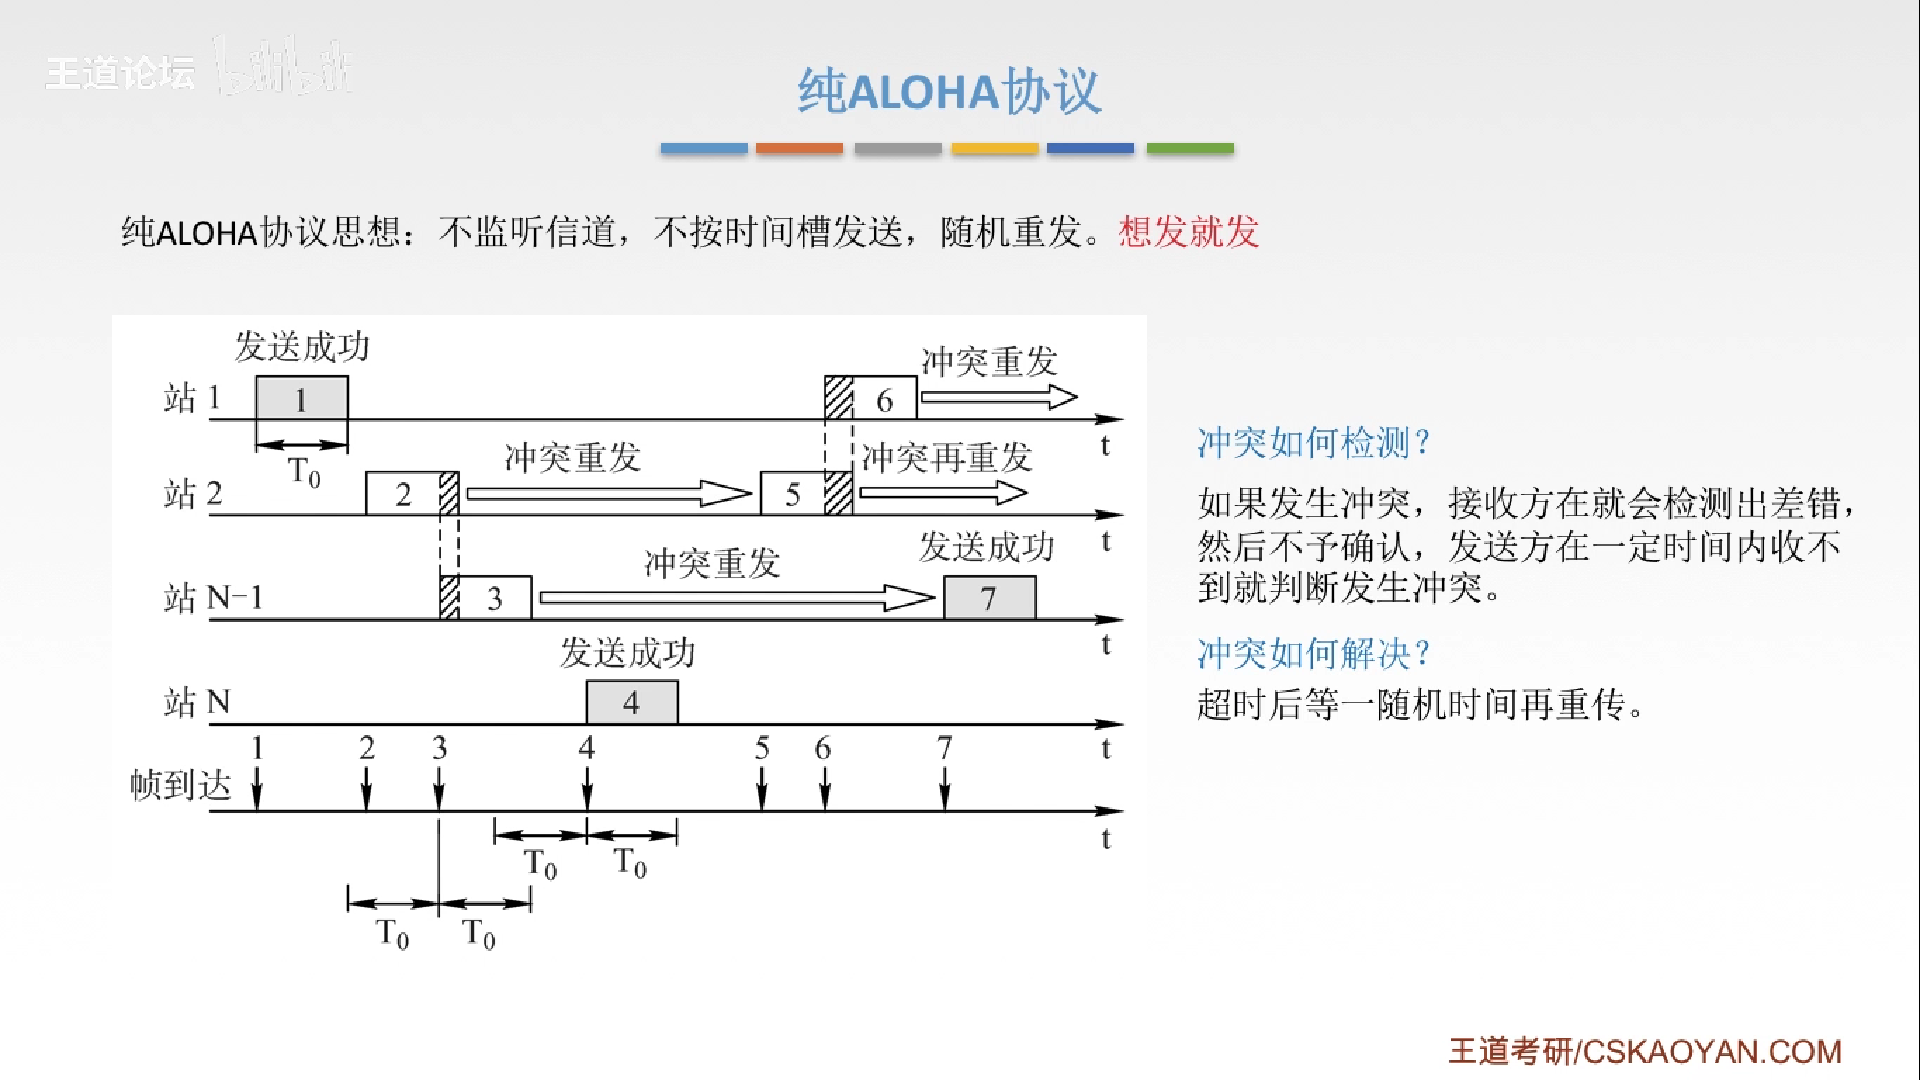 王道论坛 bilibili
纯ALOHA协议
纯ALOHA协议思想：不监听信道，不按时间槽发送，随机重发。想发就发
发送成功
冲突重发
站 1
1
6
t
T0
冲突重发
冲突再重发
站 2
2
5
t
冲突重发
发送成功
站 N-1
3
7
t
发送成功
站 N
4
t
1 2 3 4 5 6 7
帧到达
t
T0 T0
T0 T0
冲突如何检测？
如果发生冲突，接收方在就会检测出差错，
然后不予确认，发送方在一定时间内收不
到就判断发生冲突。
冲突如何解决？
超时后等一随机时间再重传。
王道考研/CSKAOYAN.COM